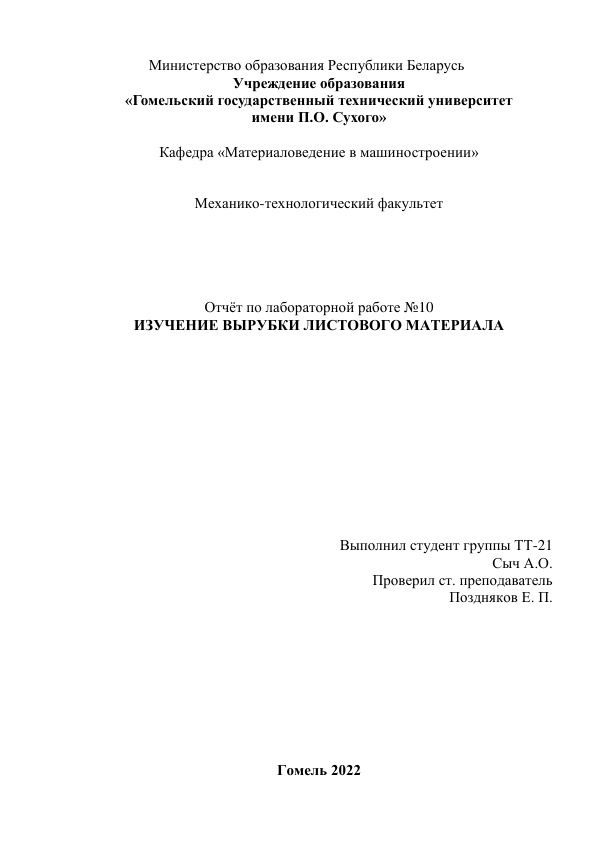 Министерство образования Республики Беларусь
Учреждение образования
«Гомельский государственный технический университет
имени П.О. Сухого»
Кафедра «Материаловедение в машиностроении»
Механико-технологический факультет
Отчёт по лабораторной работе №10
ИЗУЧЕНИЕ ВЫРУБКИ ЛИСТОВОГО МАТЕРИАЛА
Выполнил студент группы ТТ-21
Сыч А.О.
Проверил ст. преподаватель
Поздняков Е. П.
Гомель 2022